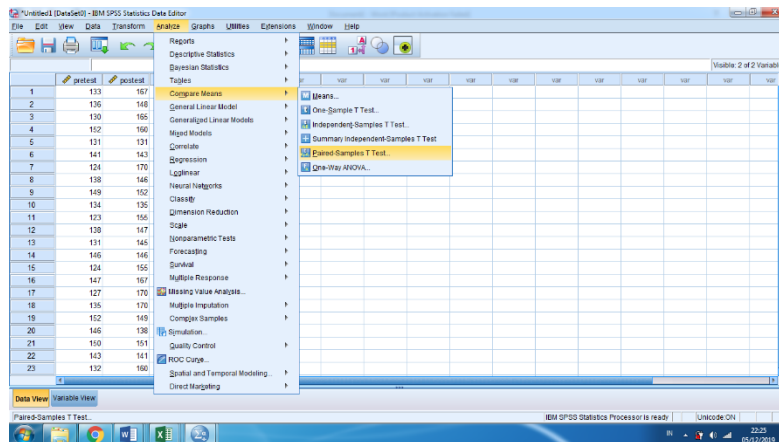 *Untitled1 [DataSet0] - IBM SPSS Statistics Data Editor
File Edit View Data Transform Analyze Graphs Utilities Extensions Window Help
Visible: 2 of 2 Variabl
pretest postest var var var var var var var var var
1 133 167
2 136 148
3 130 165
4 152 160
5 131 131
6 141 143
7 124 170
8 138 146
9 149 152
10 134 135
11 123 155
12 138 147
13 131 145
14 146 146
15 124 155
16 147 167
17 127 170
18 135 170
19 152 149
20 146 138
21 150 151
22 143 141
23 132 160
Reports
Descriptive Statistics
Bayesian Statistics
Tables
Compare Means
General Linear Model
Generalized Linear Models
Mixed Models
Correlate
Regression
Loglinear
Neural Networks
Classify
Dimension Reduction
Scale
Nonparametric Tests
Forecasting
Survival
Multiple Response
Missing Value Analysis...
Multiple Imputation
Complex Samples
Simulation...
Quality Control
ROC Curve...
Spatial and Temporal Modeling...
Direct Marketing
Means...
One-Sample T Test...
Independent-Samples T Test...
Summary Independent-Samples T Test
Paired-Samples T Test...
One-Way ANOVA...
Data View Variable View
Paired-Samples T Test...
IBM SPSS Statistics Processor is ready Unicode:ON
IN
22:25
05/12/2019